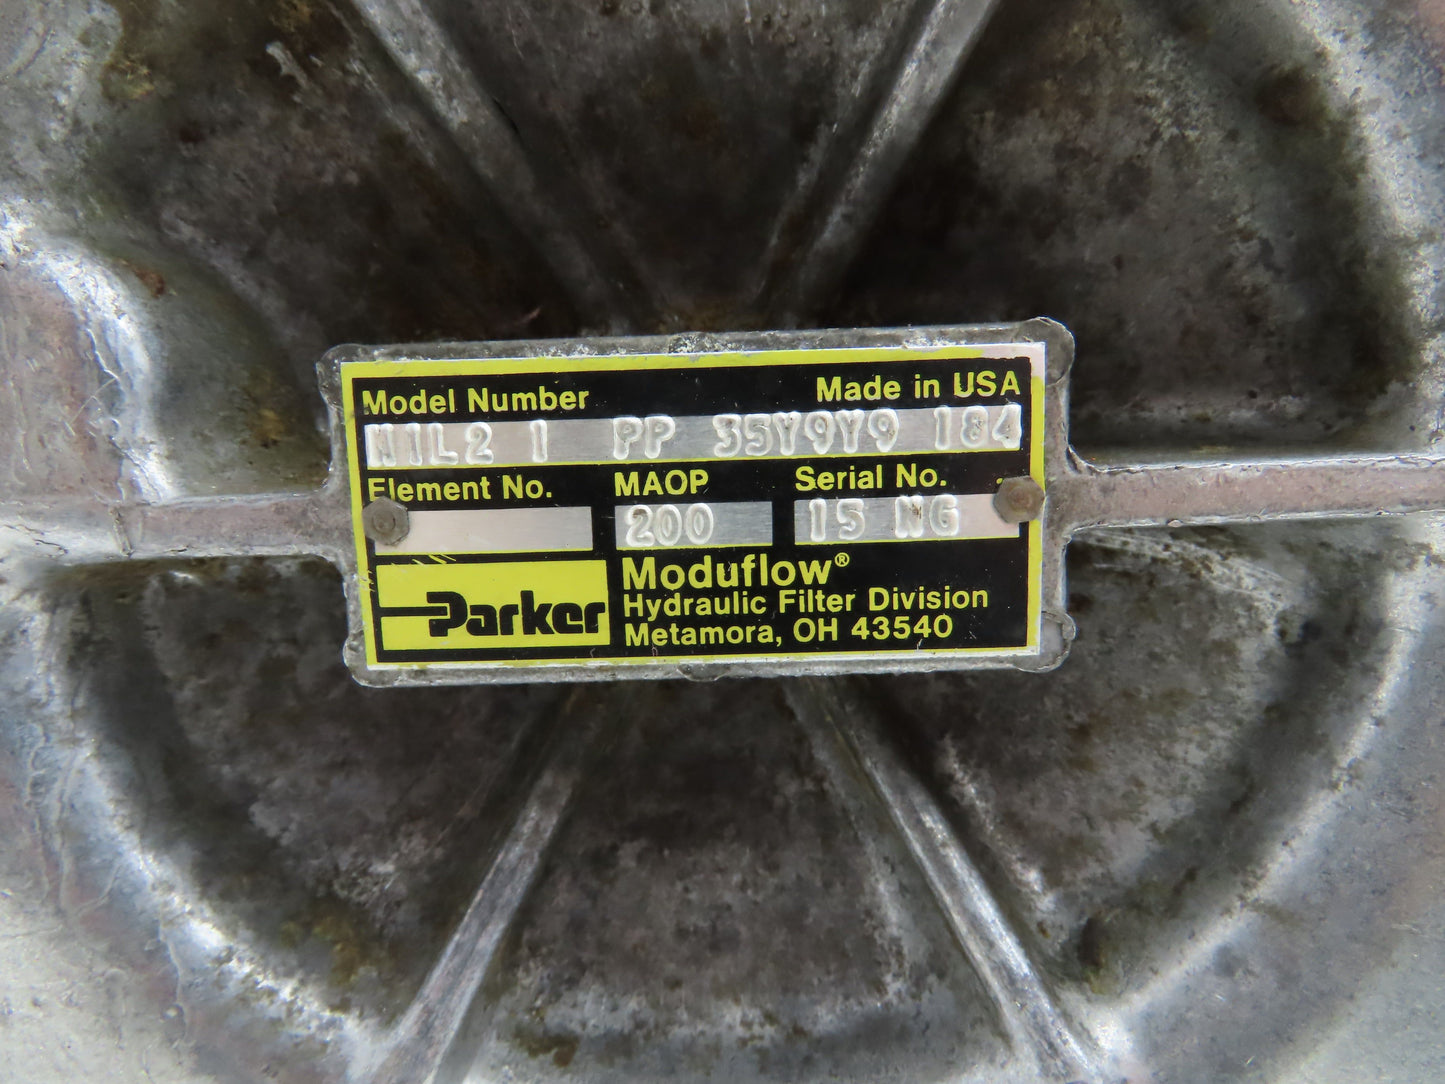 Model Number Made in USA
N1L2 1 PP 35Y9Y9 184
Element No. MAOP Serial No.
200 15 NG
Parker Moduflow®
Hydraulic Filter Division
Metamora, OH 43540